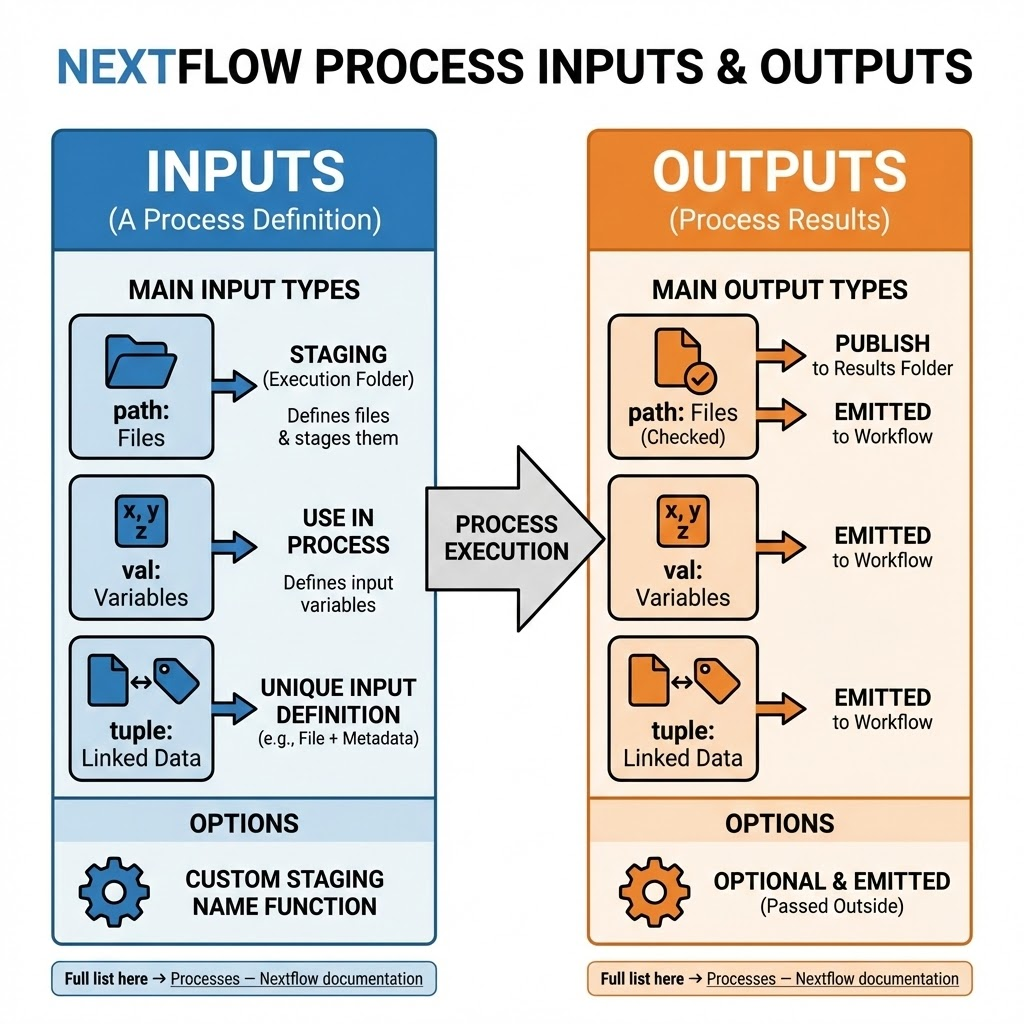 NEXTFLOW PROCESS INPUTS & OUTPUTS
INPUTS
(A Process Definition)
MAIN INPUT TYPES
path:
Files
STAGING
(Execution Folder)
Defines files
& stages them
x, y
z
val:
Variables
USE IN
PROCESS
Defines input
variables
tuple:
Linked Data
UNIQUE INPUT
DEFINITION
(e.g., File + Metadata)
OPTIONS
CUSTOM STAGING
NAME FUNCTION
Full list here → Processes — Nextflow documentation
PROCESS
EXECUTION
OUTPUTS
(Process Results)
MAIN OUTPUT TYPES
path: Files
(Checked)
PUBLISH
to Results Folder
EMITTED
to Workflow
x, y
z
val:
Variables
EMITTED
to Workflow
tuple:
Linked Data
EMITTED
to Workflow
OPTIONS
OPTIONAL & EMITTED
(Passed Outside)
Full list here → Processes — Nextflow documentation